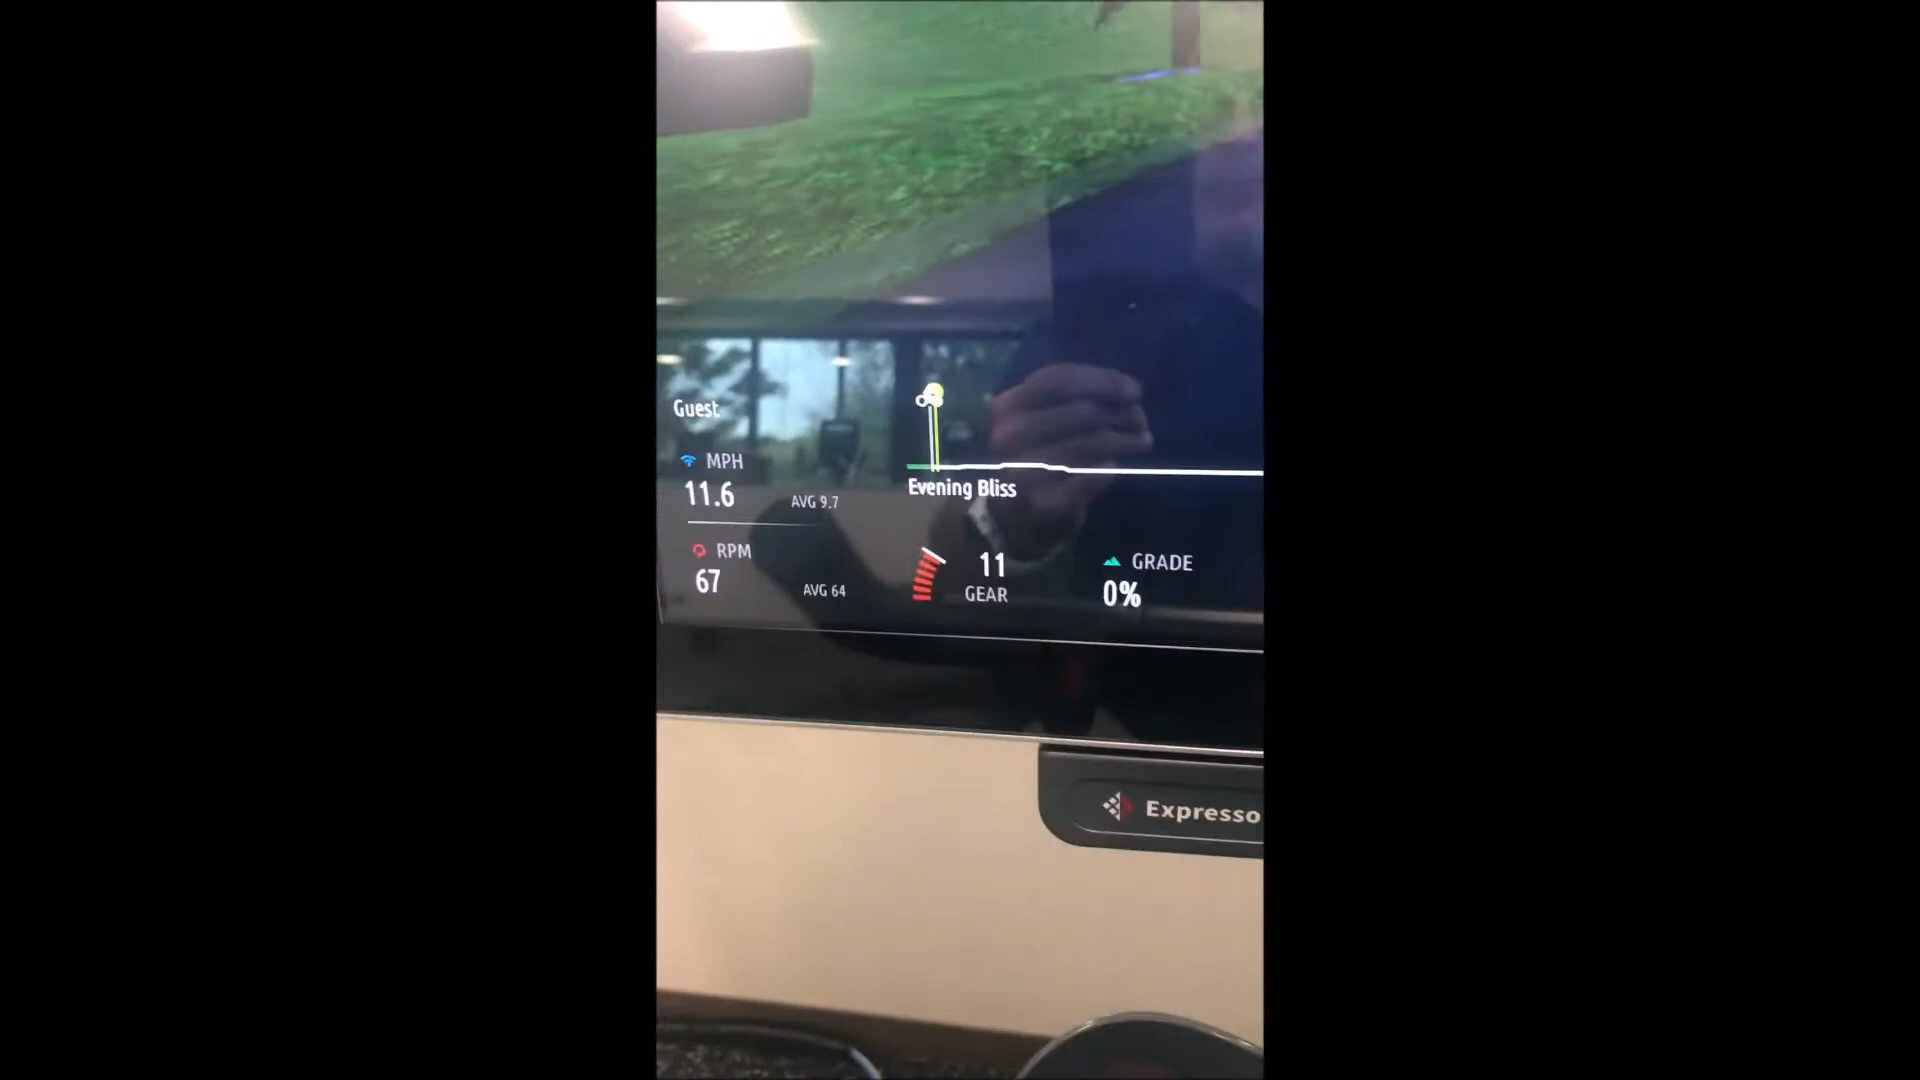 Guest
MPH
11.6 AVG 9.7
Evening Bliss
RPM
67 AVG 64
11
GEAR
GRADE
0%
Expresso